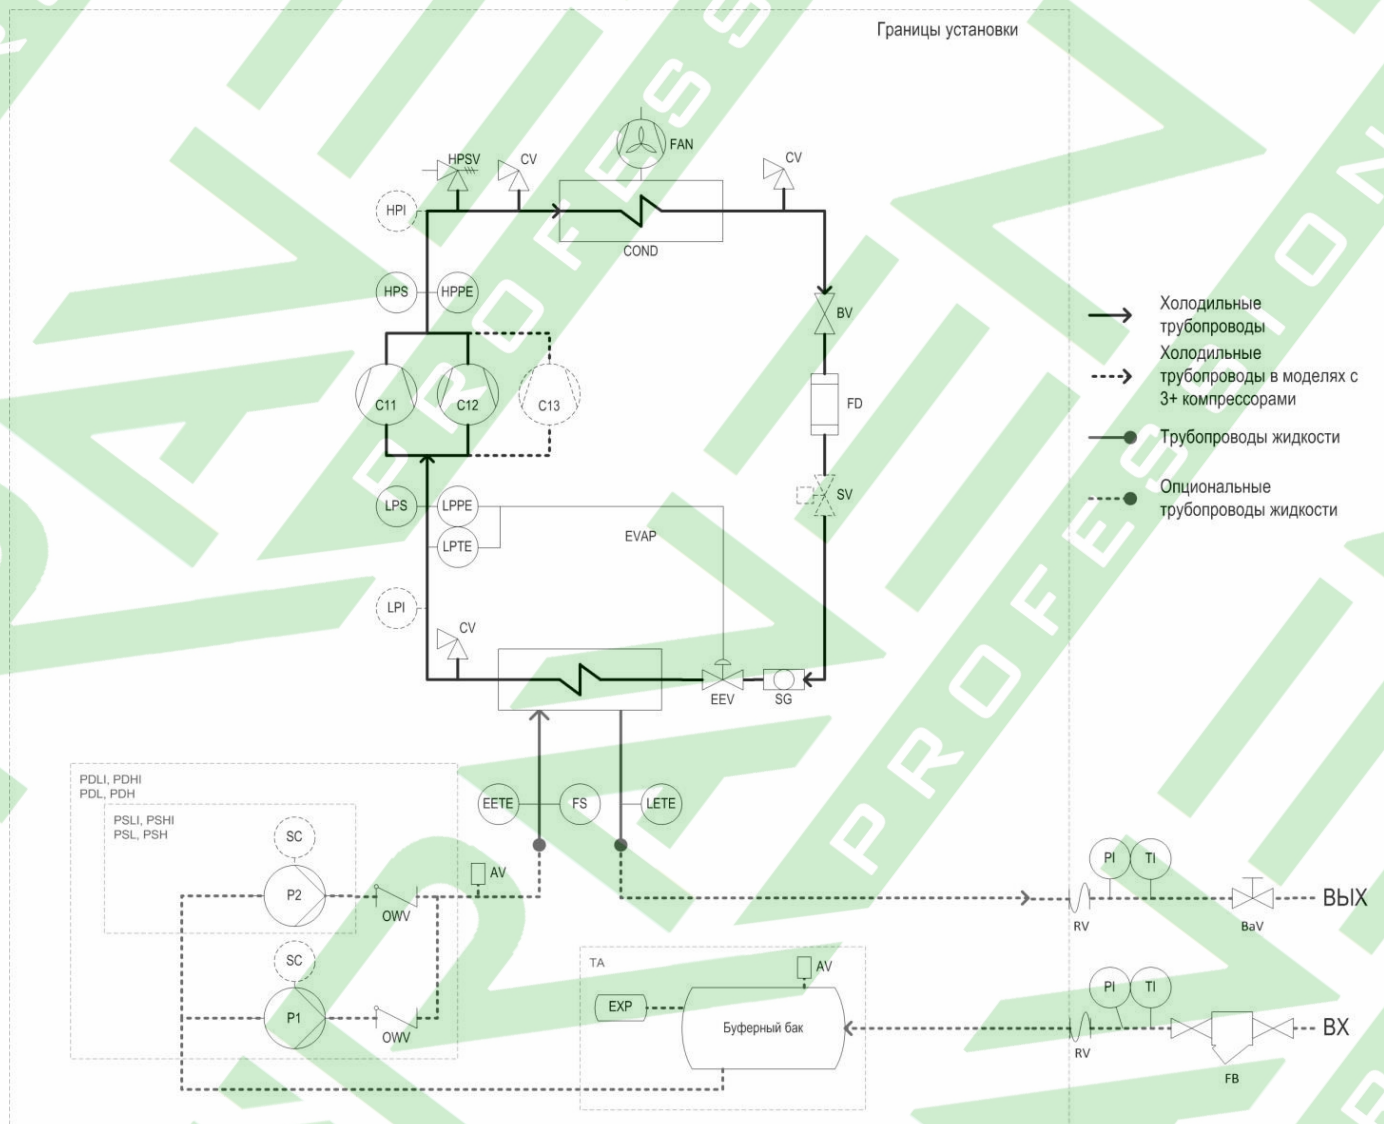 Границы установки
FAN
HPSV
CV
CV
HPI
COND
HPS
HPPE
BV
Холодильные
трубопроводы
Холодильные
трубопроводы в моделях с
3+ компрессорами
C11
C12
C13
FD
Трубопроводы жидкости
LPS
LPPE
SV
Опциональные
трубопроводы жидкости
EVAP
LPTE
LPI
CV
EEV
SG
PDLI, PDHI
PDL, PDH
PSLI, PSHI
PSL, PSH
EETE
FS
LETE
SC
AV
P2
OWV
PI
TI
ВЫХ
RV
BaV
SC
TA
AV
EXP
P1
OWV
Буферный бак
PI
TI
ВХ
RV
FB
PROFESS
PROFESSION